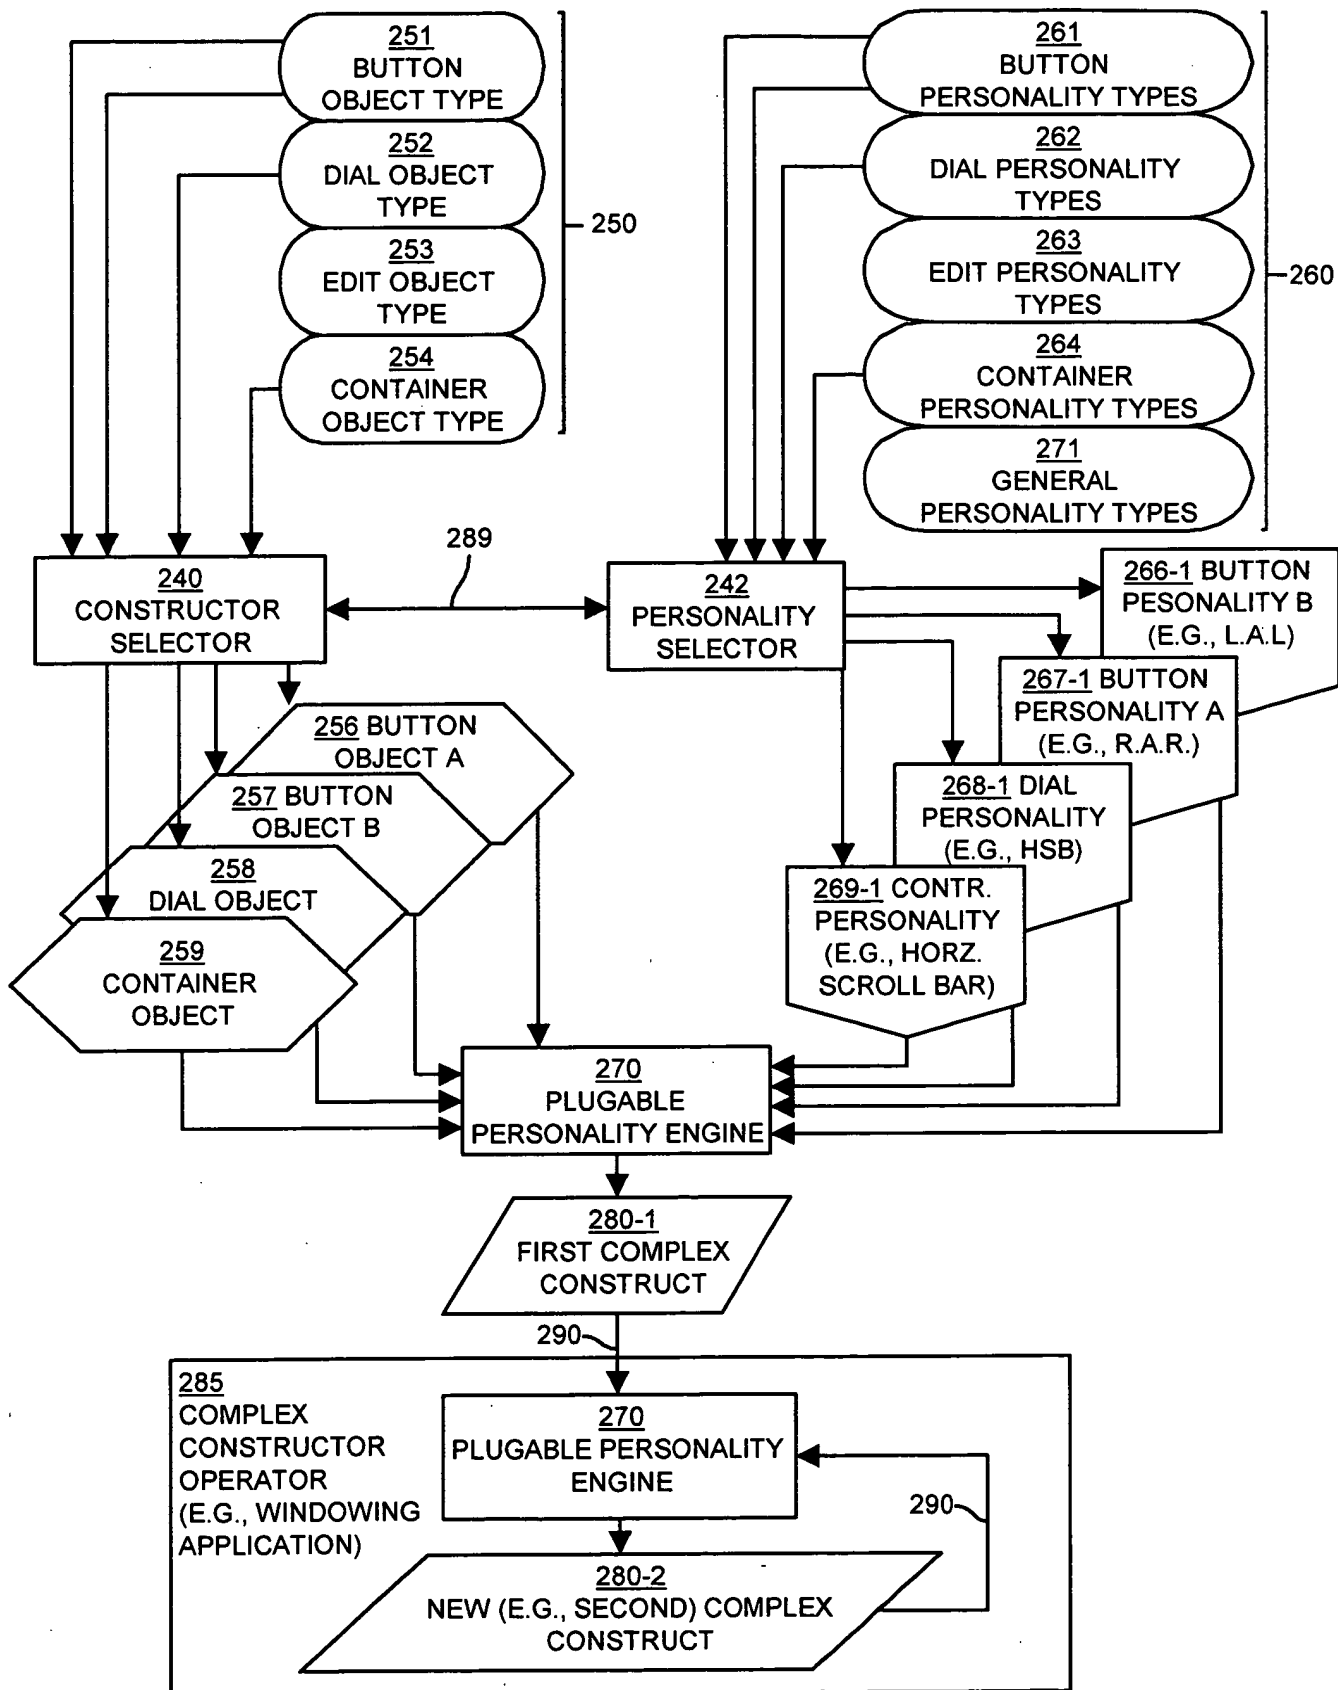 251
BUTTON
OBJECT TYPE
252
DIAL OBJECT
TYPE
253
EDIT OBJECT
TYPE
254
CONTAINER
OBJECT TYPE
250
261
BUTTON
PERSONALITY TYPES
262
DIAL PERSONALITY
TYPES
263
EDIT PERSONALITY
TYPES
264
CONTAINER
PERSONALITY TYPES
271
GENERAL
PERSONALITY TYPES
260
240
CONSTRUCTOR
SELECTOR
289
242
PERSONALITY
SELECTOR
266-1 BUTTON
PESONALITY B
(E.G., L.A.L)
267-1 BUTTON
PERSONALITY A
(E.G., R.A.R.)
268-1 DIAL
PERSONALITY
(E.G., HSB)
269-1 CONTR.
PERSONALITY
(E.G., HORZ.
SCROLL BAR)
256 BUTTON
OBJECT A
257 BUTTON
OBJECT B
258
DIAL OBJECT
259
CONTAINER
OBJECT
270
PLUGABLE
PERSONALITY ENGINE
280-1
FIRST COMPLEX
CONSTRUCT
290
285
COMPLEX
CONSTRUCTOR
OPERATOR
(E.G., WINDOWING
APPLICATION)
270
PLUGABLE PERSONALITY
ENGINE
290
280-2
NEW (E.G., SECOND) COMPLEX
CONSTRUCT